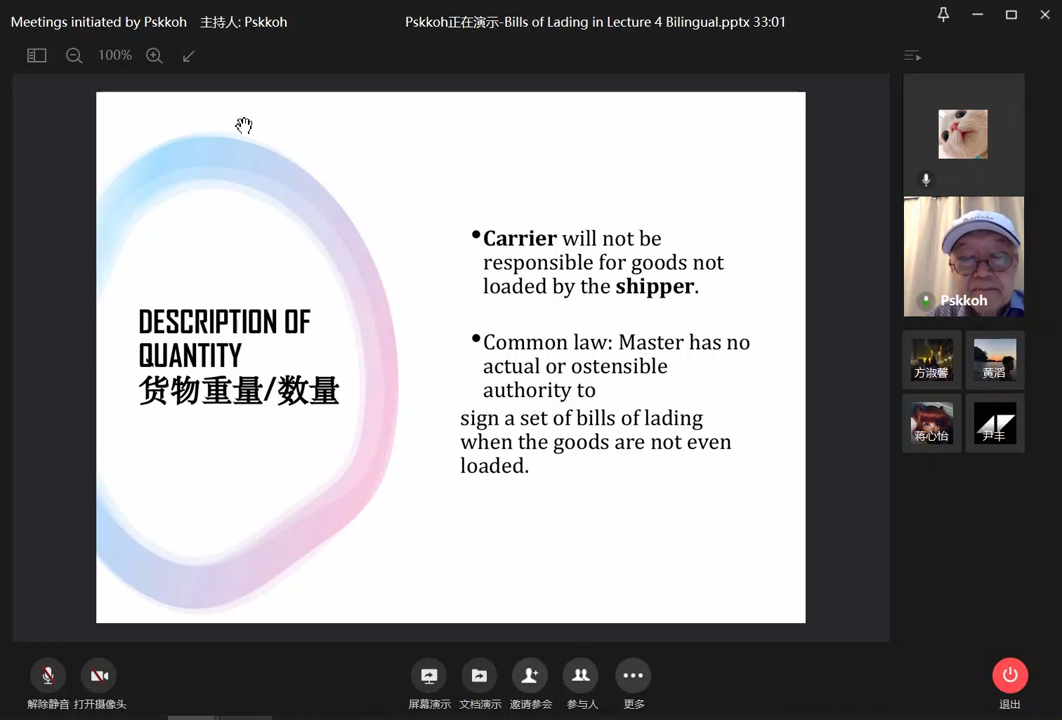 Meetings initiated by Pskkoh 主持人: Pskkoh
Pskkoh正在演示-Bills of Lading in Lecture 4 Bilingual.pptx 33:01
100%
DESCRIPTION OF
QUANTITY
货物重量/数量
•Carrier will not be
responsible for goods not
loaded by the shipper.
•Common law: Master has no
actual or ostensible
authority to
sign a set of bills of lading
when the goods are not even
loaded.
Pskkoh
方淑馨
黄滔
蒋心怡
尹丰
解除静音
打开摄像头
屏幕演示
文档演示
邀请参会
参与人
更多
退出